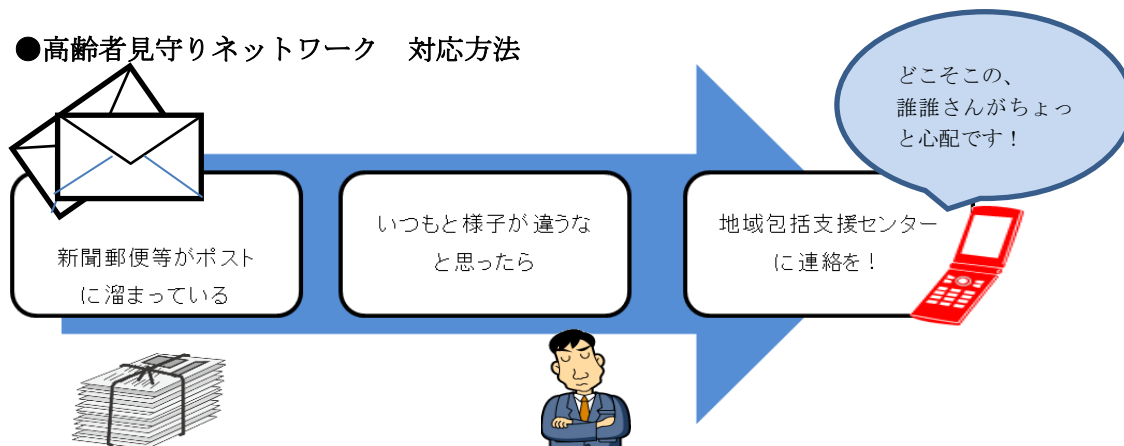 ●高齢者見守りネットワーク　対応方法
どこそこの、
誰誰さんがちょっ
と心配です！
新聞郵便等がポスト
に溜まっている
いつもと様子が違うな
と思ったら
地域包括支援センター
に連絡を！